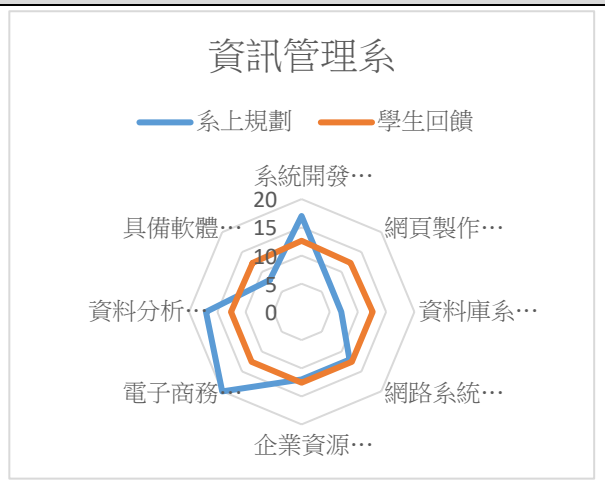 資訊管理系
系上規劃 學生回饋
系統開發…
20
具備軟體… 15 網頁製作…
10
5
資料分析… 0 資料庫系…
電子商務… 網路系統…
企業資源…